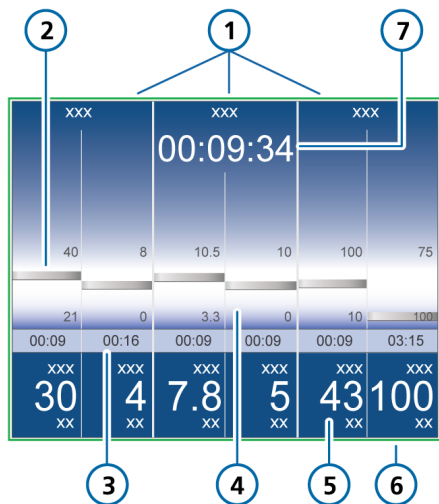 2 1 7
xxx xxx xxx
00:09:34
40 8 10.5 10 100 75
21 0 3.3 0 10 100
00:09 00:16 00:09 00:09 00:09 03:15
xxx xxx xxx xxx xxx xxx
30 4 7.8 5 43 100
xx xx xx xx xx xx
3 4 5 6